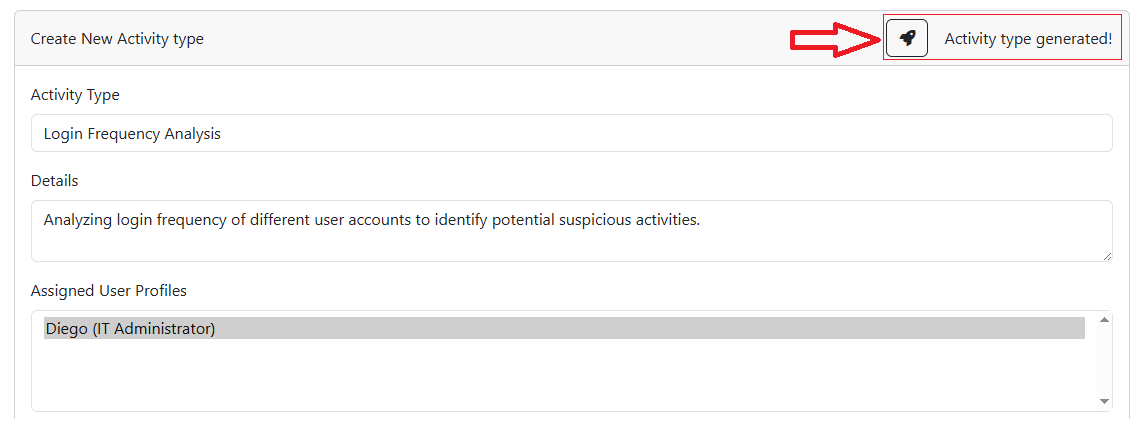 Create New Activity type
Activity type generated!
Activity Type
Login Frequency Analysis
Details
Analyzing login frequency of different user accounts to identify potential suspicious activities.
Assigned User Profiles
Diego (IT Administrator)